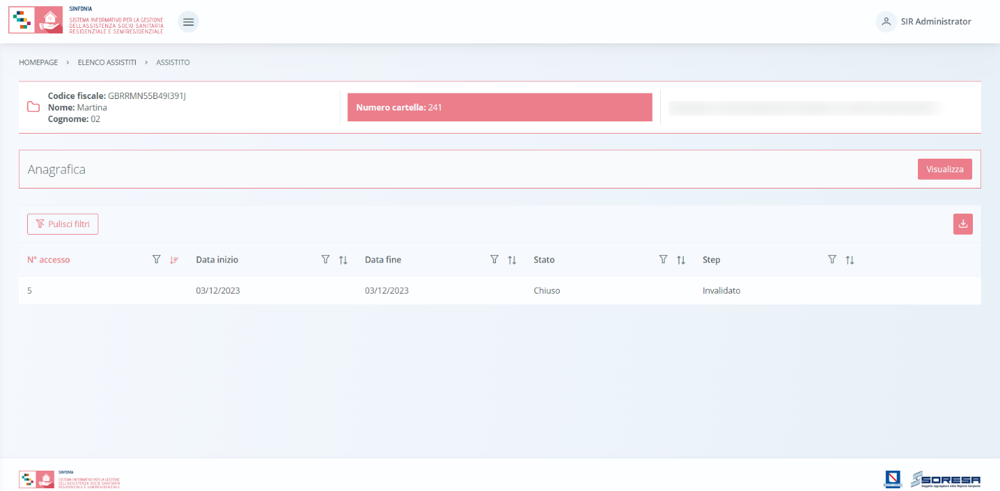 SINFONIA
SISTEMA INFORMATIVO PER LA GESTIONE
DELL'ASSISTENZA SOCIO SANITARIA
RESIDENZIALE E SEMIRESIDENZIALE
SIR Administrator
HOMEPAGE > ELENCO ASSISTITI > ASSISTITO
Codice fiscale: GBRRMN55B49I391J
Nome: Martina
Cognome: 02
Numero cartella: 241
Anagrafica
Visualizza
Pulisci filtri
N° accesso Data inizio Data fine Stato Step
5 03/12/2023 03/12/2023 Chiuso Invalidato
SINFONIA
SISTEMA INFORMATIVO PER LA GESTIONE
DELL'ASSISTENZA SOCIO SANITARIA
RESIDENZIALE E SEMIRESIDENZIALE
REGIONE CAMPANIA
SORESA
Soggetto Aggregatore della Regione Campania